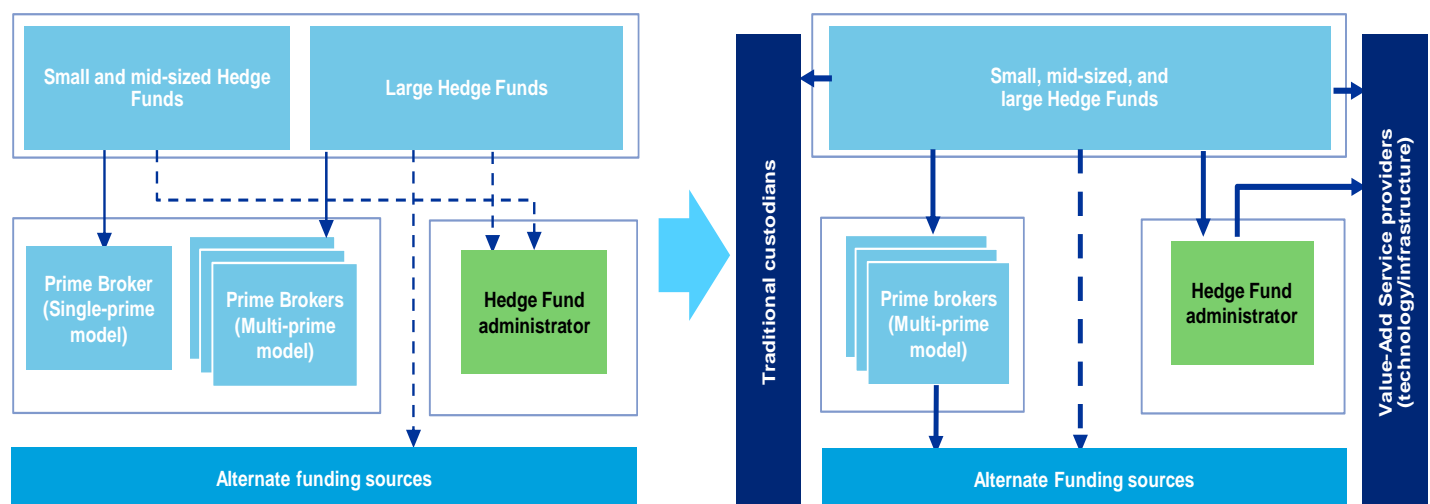 Small and mid-sized Hedge
Funds
Large Hedge Funds
Prime Broker
(Single-prime
model)
Prime Brokers
(Multi-prime
model)
Hedge Fund
administrator
Alternate funding sources
Traditional custodians
Small, mid-sized, and
large Hedge Funds
Prime brokers
(Multi-prime
model)
Hedge Fund
administrator
Alternate Funding sources
Value-Add Service providers
(technology/infrastructure)